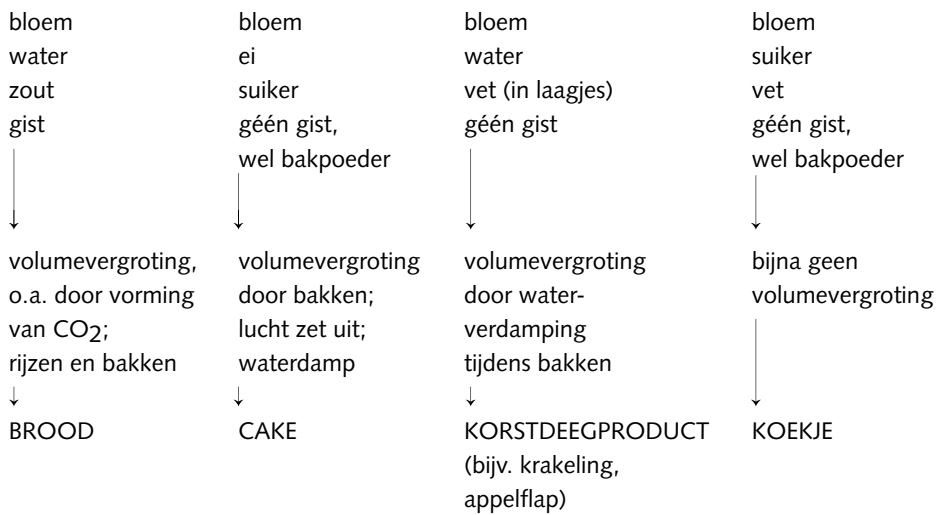 bloem
water
zout
gist
volumevergroting,
o.a. door vorming
van CO2;
rijzen en bakken
BROOD
bloem
ei
suiker
géén gist,
wel bakpoeder
volumevergroting
door bakken;
lucht zet uit;
waterdamp
CAKE
bloem
water
vet (in laagjes)
géén gist
volumevergroting
door water-
verdamping
tijdens bakken
KORSTDEEGPRODUCT
(bijv. krakeling,
appelflap)
bloem
suiker
vet
géén gist,
wel bakpoeder
bijna geen
volumevergroting
KOEKJE